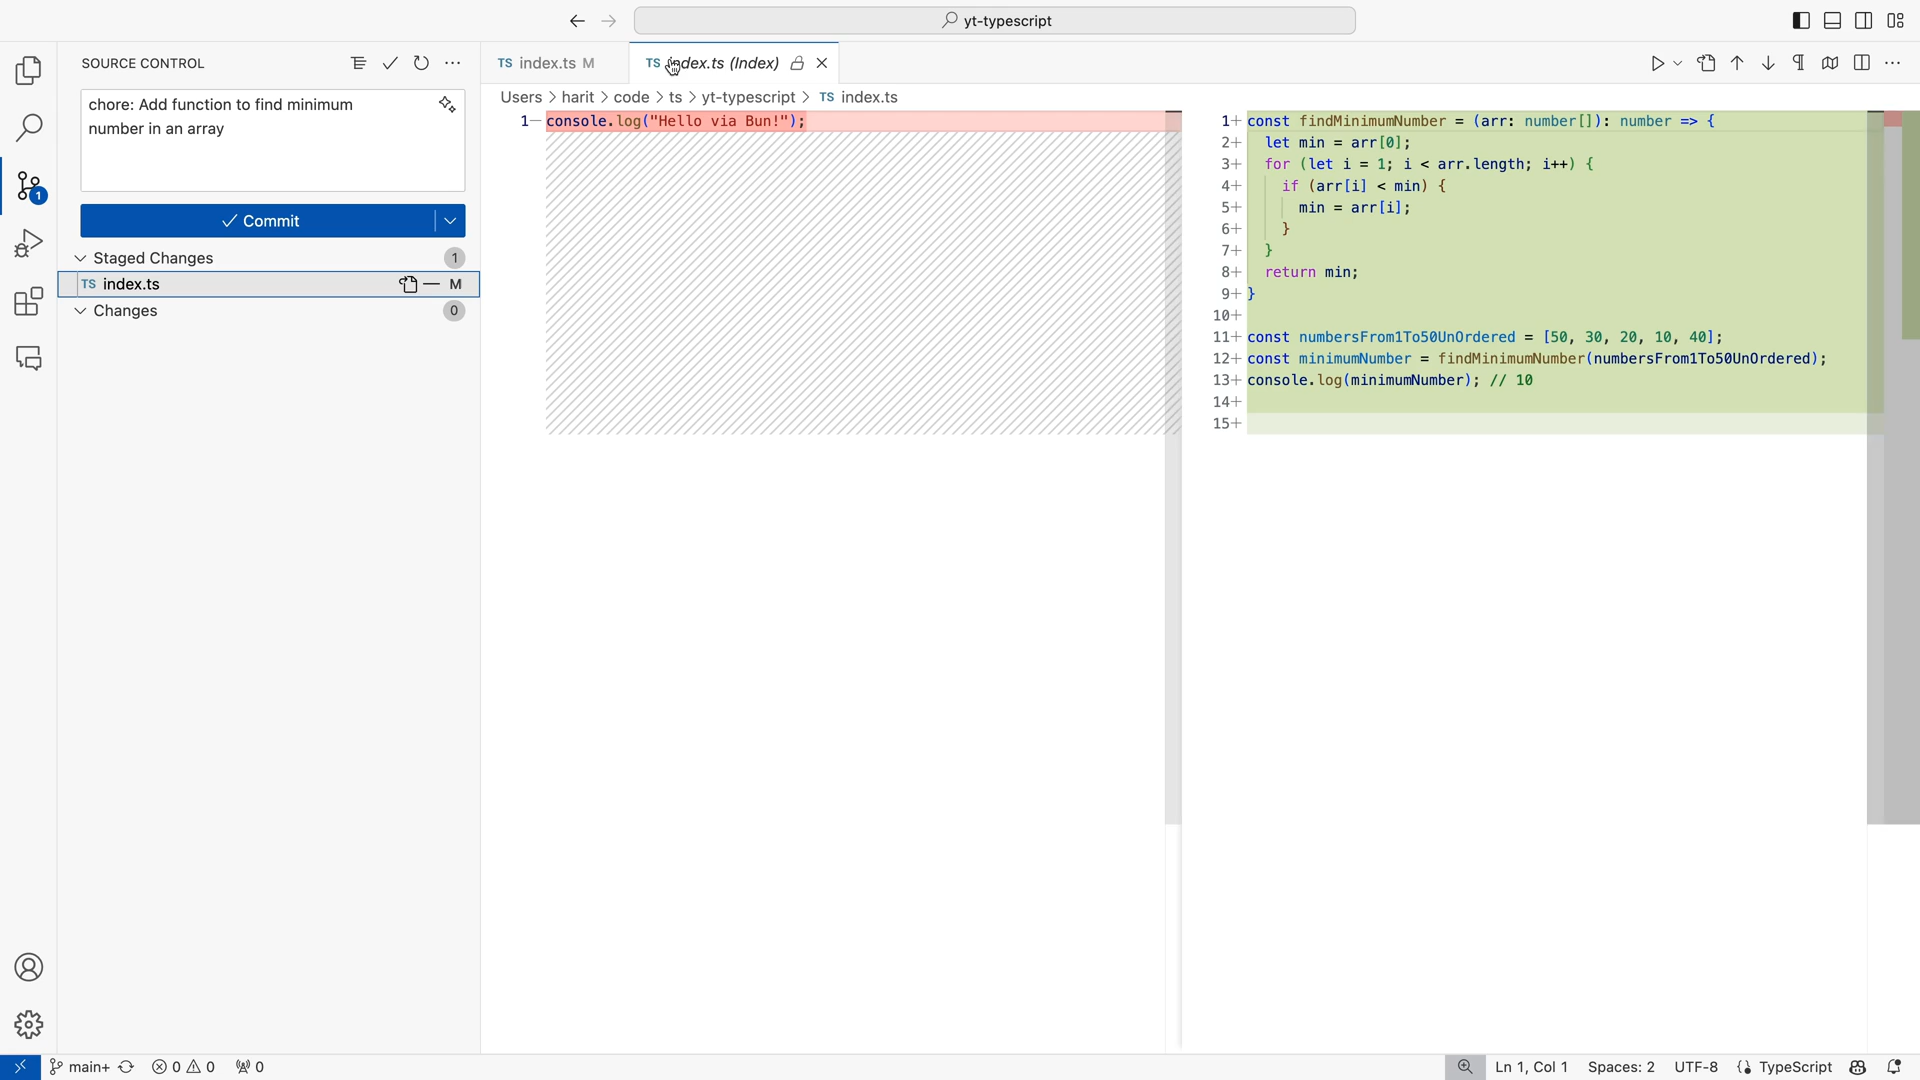 yt-typescript
SOURCE CONTROL
chore: Add function to find minimum
number in an array
Commit
Staged Changes 1
TS index.ts M
Changes 0
1
TS index.ts M
TS index.ts (Index)
Users > harit > code > ts > yt-typescript > TS index.ts
1− console.log("Hello via Bun!");
1+ const findMinimumNumber = (arr: number[]): number => {
2+ let min = arr[0];
3+ for (let i = 1; i < arr.length; i++) {
4+ if (arr[i] < min) {
5+ min = arr[i];
6+ }
7+ }
8+ return min;
9+ }
10+
11+ const numbersFrom1To50UnOrdered = [50, 30, 20, 10, 40];
12+ const minimumNumber = findMinimumNumber(numbersFrom1To50UnOrdered);
13+ console.log(minimumNumber); // 10
14+
15+
main+ 0 0 0
Ln 1, Col 1 Spaces: 2 UTF-8 TypeScript